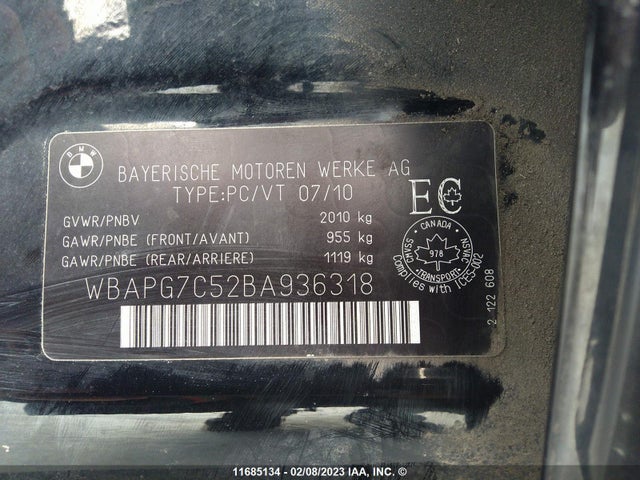 BMW
BAYERISCHE MOTOREN WERKE AG
TYPE:PC/VT 07/10
GVWR/PNBV 2010 kg
GAWR/PNBE (FRONT/AVANT) 955 kg
GAWR/PNBE (REAR/ARRIERE) 1119 kg
WBAPG7C52BA936318
EC
CANADA
CMVSS NSVAC
978
TRANSPORT
Complies with ICES-002
2 122 608
11685134 - 02/08/2023
IAA, Inc.